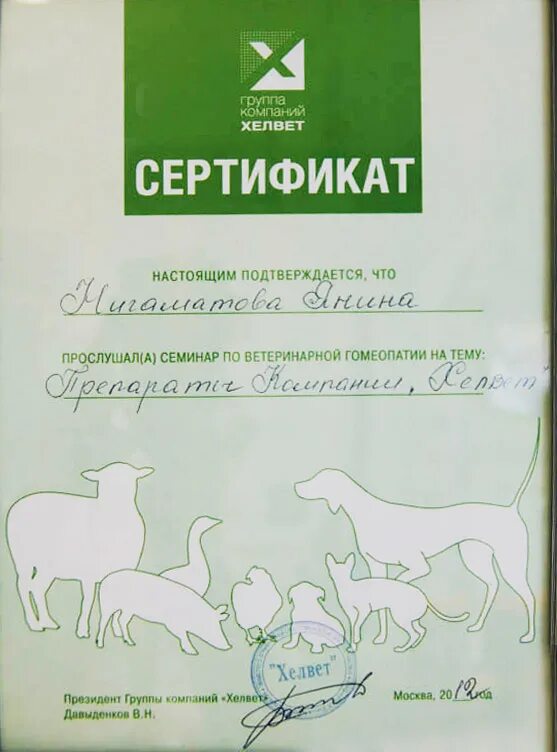 группа
компаний
ХЕЛВЕТ
СЕРТИФИКАТ
НАСТОЯЩИМ ПОДТВЕРЖДАЕТСЯ, ЧТО
Нигаматова Янина
ПРОСЛУШАЛ(А) СЕМИНАР ПО ВЕТЕРИНАРНОЙ ГОМЕОПАТИИ НА ТЕМУ:
Препараты Компании „Хелвет"
"Хелвет"
Президент Группы компаний «Хелвет»
Москва, 2012 год
Давыденков В.Н.